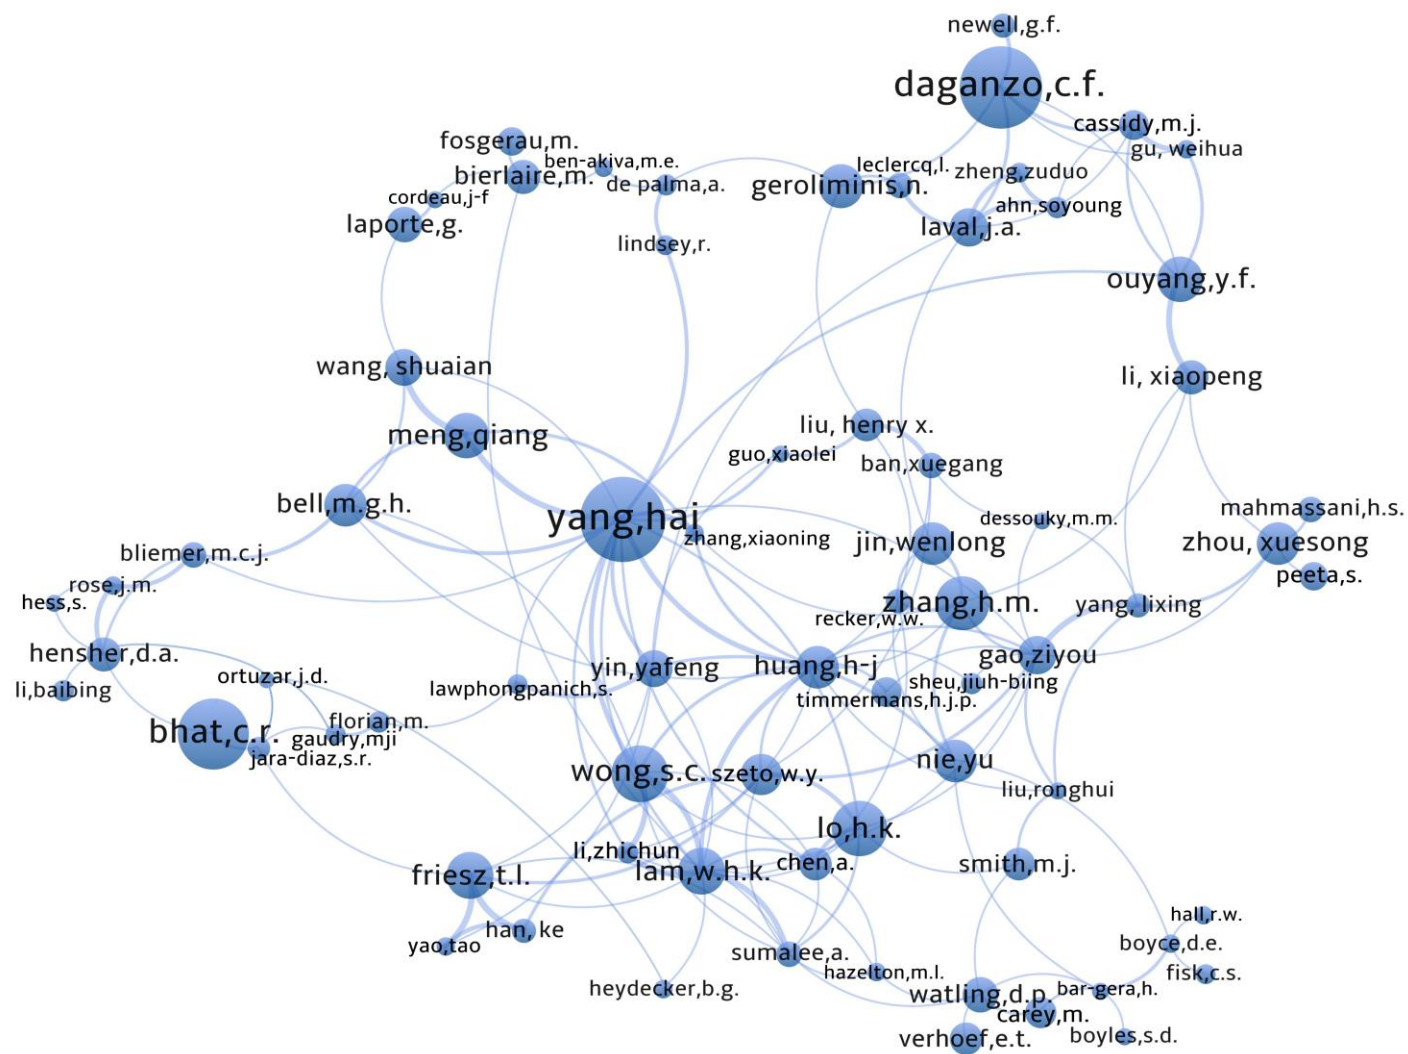 newell,g.f.
daganzo,c.f.
cassidy,m.j.
fosgerau,m.
gu, weihua
ben-akiva,m.e.
leclercq,l.
zheng,zuduo
bierlaire,m.
de palma,a.
geroliminis,n.
cordeau,j-f
ahn,soyoung
laporte,g.
laval,j.a.
lindsey,r.
ouyang,y.f.
wang, shuaian
li, xiaopeng
liu, henry x.
meng,qiang
guo,xiaolei
ban,xuegang
bell,m.g.h.
mahmassani,h.s.
yang,hai
dessouky,m.m.
zhang,xiaoning
jin,wenlong
zhou, xuesong
bliemer,m.c.j.
peeta,s.
rose,j.m.
hess,s.
zhang,h.m.
yang, lixing
recker,w.w.
hensher,d.a.
gao,ziyou
yin,yafeng
huang,h-j
ortuzar,j.d.
li,baibing
lawphongpanich,s.
sheu,jiuh-biing
timmermans,h.j.p.
florian,m.
bhat,c.r.
gaudry,mji
jara-diaz,s.r.
nie,yu
wong,s.c.
szeto,w.y.
liu,ronghui
lo,h.k.
li,zhichun
chen,a.
smith,m.j.
friesz,t.l.
lam,w.h.k.
hall,r.w.
han, ke
yao,tao
boyce,d.e.
sumalee,a.
hazelton,m.l.
fisk,c.s.
heydecker,b.g.
watling,d.p.
bar-gera,h.
carey,m.
verhoef,e.t.
boyles,s.d.